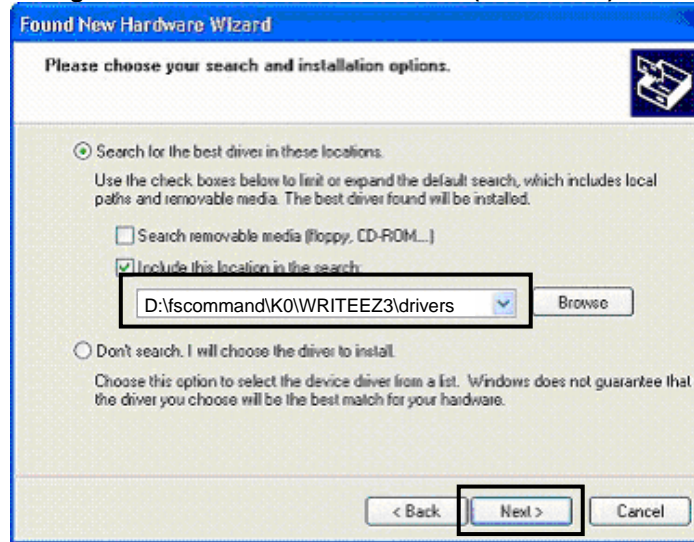 Found New Hardware Wizard
Please choose your search and installation options.
Search for the best driver in these locations.
Use the check boxes below to limit or expand the default search, which includes local
paths and removable media. The best driver found will be installed.
Search removable media (floppy, CD-ROM...)
Include this location in the search:
D:\fscommand\K0\WRITEEZ3\drivers
Browse
Don't search. I will choose the driver to install.
Choose this option to select the device driver from a list. Windows does not guarantee that
the driver you choose will be the best match for your hardware.
< Back Next > Cancel